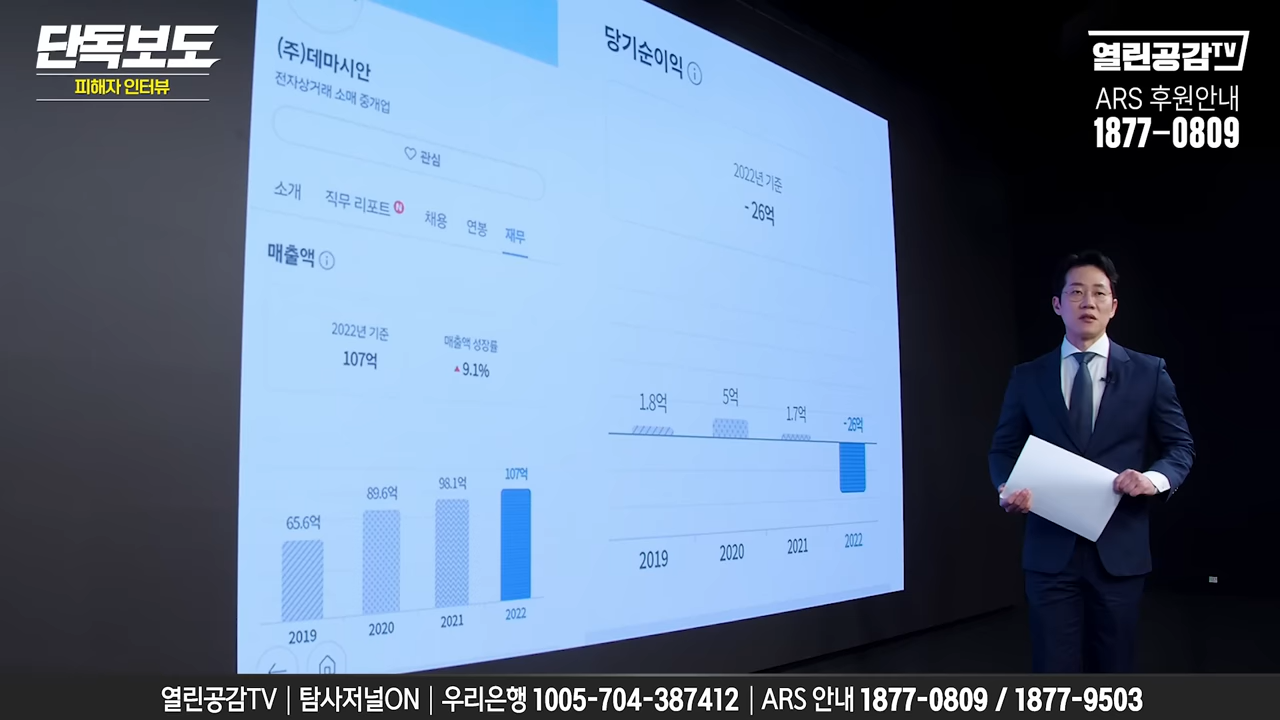 단독보도
피해자 인터뷰
열린공감TV
ARS 후원안내
1877-0809
(주)데마시안
전자상거래 소매 중개업
관심
소개 직무 리포트 N 채용 연봉 재무
매출액
2022년 기준
107억
매출액 성장률
▲ 9.1%
65.6억 89.6억 98.1억 107억
2019 2020 2021 2022
당기순이익
2022년 기준
- 26억
1.8억 5억 1.7억 - 26억
2019 2020 2021 2022
열린공감TV | 탐사저널ON | 우리은행 1005-704-387412 | ARS 안내 1877-0809 / 1877-9503